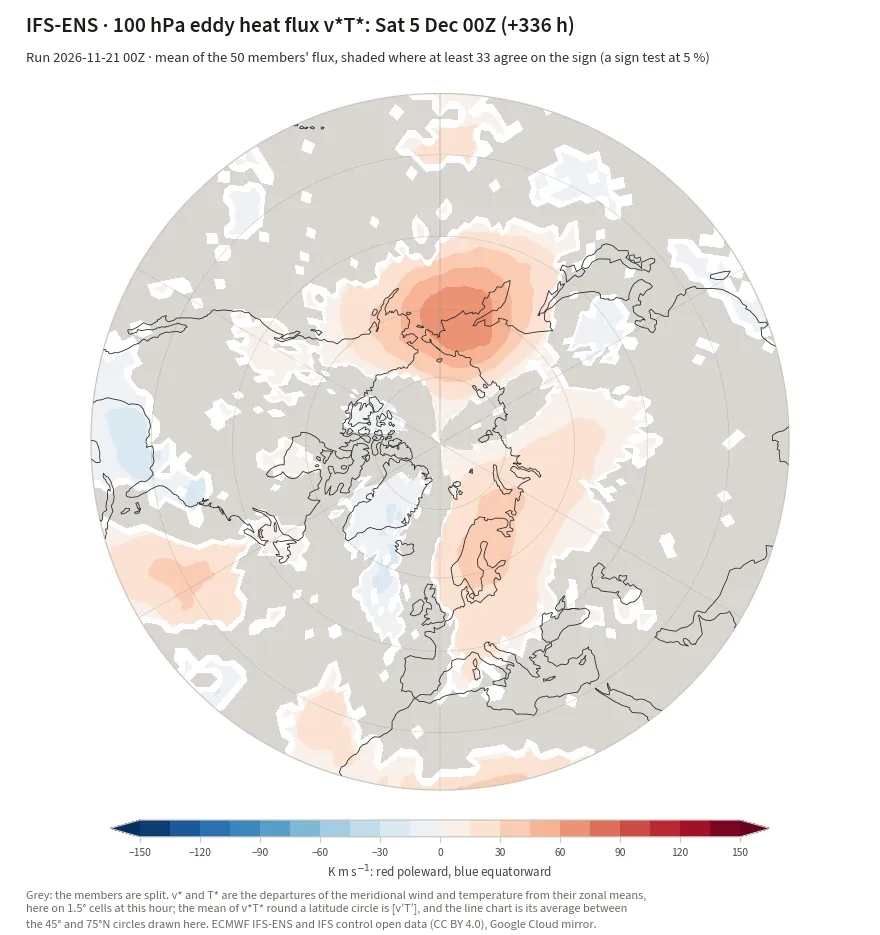 IFS-ENS · 100 hPa eddy heat flux v*T*: Sat 5 Dec 00Z (+336 h)
Run 2026-11-21 00Z · mean of the 50 members' flux, shaded where at least 33 agree on the sign (a sign test at 5 %)
−150 −120 −90 −60 −30 0 30 60 90 120 150
K m s⁻¹: red poleward, blue equatorward
Grey: the members are split. v* and T* are the departures of the meridional wind and temperature from their zonal means,
here on 1.5° cells at this hour; the mean of v*T* round a latitude circle is [v′T′], and the line chart is its average between
the 45° and 75°N circles drawn here. ECMWF IFS-ENS and IFS control open data (CC BY 4.0), Google Cloud mirror.